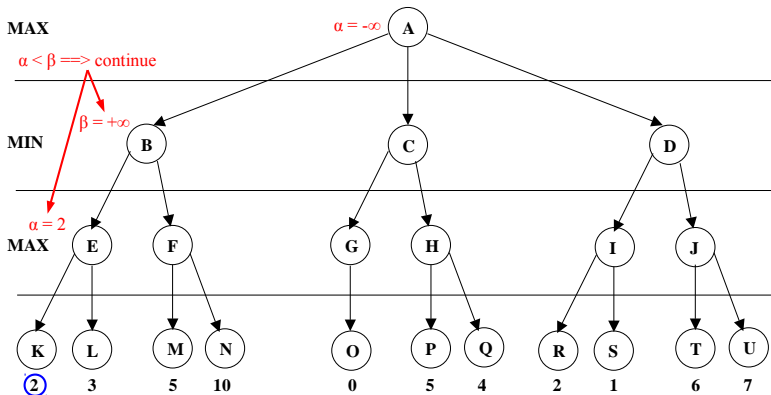 MAX
α = -∞
A
α < β ==> continue
β = +∞
MIN
B
C
D
α = 2
MAX
E
F
G
H
I
J
K
L
M
N
O
P
Q
R
S
T
U
2
3
5
10
0
5
4
2
1
6
7